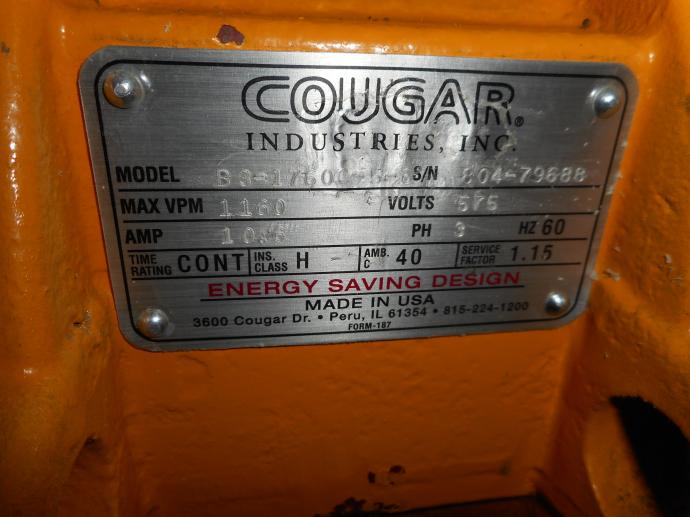 COUGAR®
INDUSTRIES, INC.
MODEL S/N 804-79688
MAX VPM 1160 VOLTS 575
AMP PH 3 HZ 60
TIME RATING CONT INS. CLASS H AMB. C 40 SERVICE FACTOR 1.15
ENERGY SAVING DESIGN
MADE IN USA
3600 Cougar Dr. • Peru, IL 61354 • 815-224-1200
FORM-187